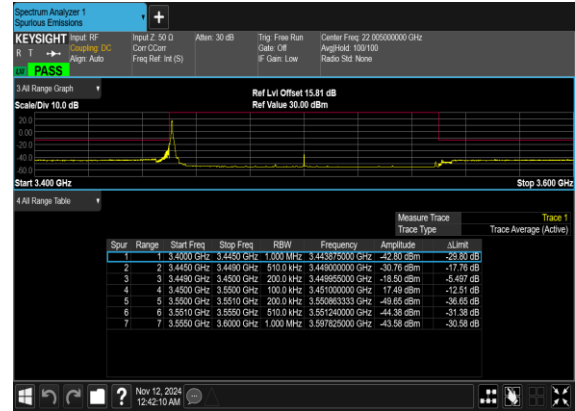 Spectrum Analyzer 1
Spurious Emissions
KEYSIGHT Input: RF Input Z: 50 Ω Atten: 30 dB Trig: Free Run Center Freq: 22.005000000 GHz
R T Coupling: DC Corr CCorr Gate: Off Avg|Hold: 100/100
Align: Auto Freq Ref: Int (S) IF Gain: Low Radio Std: None
PASS
3 All Range Graph
Ref Lvl Offset 15.81 dB
Scale/Div 10.0 dB Ref Value 30.00 dBm
20.0
0.00
-20.0
-40.0
-60.0
Start 3.400 GHz Stop 3.600 GHz
4 All Range Table
Measure Trace Trace 1
Trace Type Trace Average (Active)
Spur Range Start Freq Stop Freq RBW Frequency Amplitude ΔLimit
1 1 3.4000 GHz 3.4450 GHz 1.000 MHz 3.443875000 GHz -42.80 dBm -29.80 dB
2 2 3.4450 GHz 3.4490 GHz 510.0 kHz 3.449000000 GHz -30.76 dBm -17.76 dB
3 3 3.4490 GHz 3.4500 GHz 200.0 kHz 3.449955000 GHz -18.50 dBm -5.497 dB
4 4 3.4500 GHz 3.5500 GHz 100.0 kHz 3.451000000 GHz 17.49 dBm -12.51 dB
5 5 3.5500 GHz 3.5510 GHz 200.0 kHz 3.550863333 GHz -49.65 dBm -36.65 dB
6 6 3.5510 GHz 3.5550 GHz 510.0 kHz 3.551240000 GHz -44.38 dBm -31.38 dB
7 7 3.5550 GHz 3.6000 GHz 1.000 MHz 3.597825000 GHz -43.58 dBm -30.58 dB
? Nov 12, 2024
12:42:10 AM